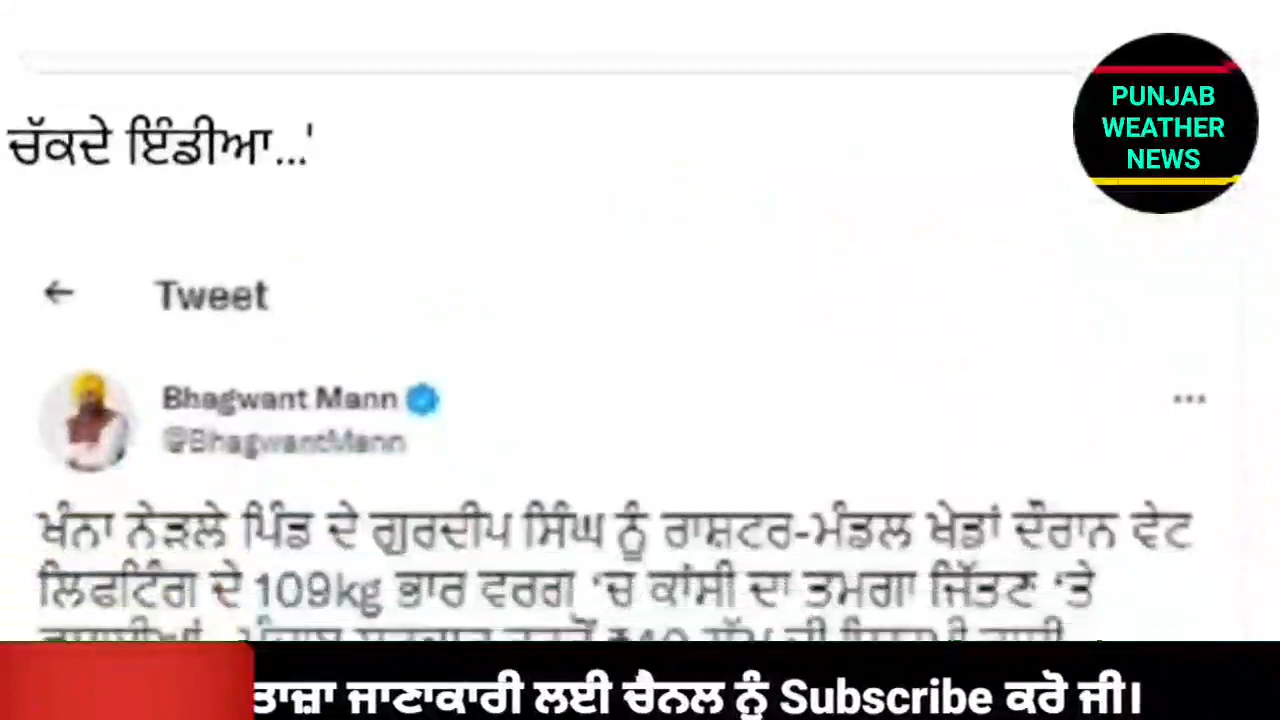 ਚੱਕਦੇ ਇੰਡੀਆ...'
PUNJAB
WEATHER
NEWS
← Tweet
Bhagwant Mann
@BhagwantMann
ਖੰਨਾ ਨੇੜਲੇ ਪਿੰਡ ਦੇ ਗੁਰਦੀਪ ਸਿੰਘ ਨੂੰ ਰਾਸ਼ਟਰ-ਮੰਡਲ ਖੇਡਾਂ ਦੌਰਾਨ ਵੇਟ
ਲਿਫਟਿੰਗ ਦੇ 109kg ਭਾਰ ਵਰਗ 'ਚ ਕਾਂਸੀ ਦਾ ਤਮਗਾ ਜਿੱਤਣ 'ਤੇ
ਤਾਜ਼ਾ ਜਾਣਾਕਾਰੀ ਲਈ ਚੈਨਲ ਨੂੰ Subscribe ਕਰੋ ਜੀ।